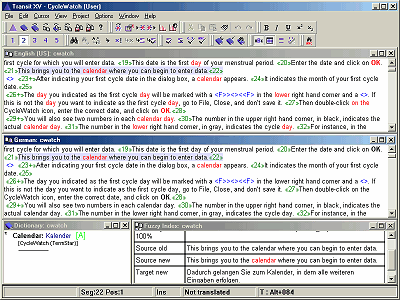 Transit XV - CycleWatch (User)
File Edit Cursor Project Options Window Help
English (US): cwatch
first cycle for which you will enter data. <19>This date is the first day of your menstrual period. <20>Enter the date and click on OK.
<21>This brings you to the calendar where you can begin to enter data.<22>
<> <23>After indicating your first cycle date in the dialog box, a calendar appears. <24>It indicates the month of your first cycle
date.<25>
<26>The day you indicated as the first cycle day will be marked with a <F>><><F> in the lower right hand corner and a <>. If
this is not the day you want to indicate as the first cycle day, go to File, Close, and don't save it. <27>Then double-click on the
CycleWatch icon, enter the correct date, and click on OK.<28>
<29>You will also see two numbers in each calendar day. <30>The number in the upper right hand corner, in black, indicates the
actual calendar day. <31>The number in the lower right hand corner, in gray, indicates the cycle day. <32>For instance, in the
German: cwatch
first cycle for which you will enter data. <19>This date is the first day of your menstrual period. <20>Enter the date and click on OK.
<21>This brings you to the calendar where you can begin to enter data.<22>
<> <23>After indicating your first cycle date in the dialog box, a calendar appears. <24>It indicates the month of your first cycle
date.<25>
<26>The day you indicated as the first cycle day will be marked with a <F>><><F> in the lower right hand corner and a <>. If
this is not the day you want to indicate as the first cycle day, go to File, Close, and don't save it. <27>Then double-click on the
CycleWatch icon, enter the correct date, and click on OK.<28>
<29>You will also see two numbers in each calendar day. <30>The number in the upper right hand corner, in black, indicates the
actual calendar day. <31>The number in the lower right hand corner, in gray, indicates the cycle day. <32>For instance, in the
Dictionary: cwatch
Calendar: Kalender [A]
[CycleWatch (TermStar)]
Fuzzy Index: cwatch
100%
Source old This brings you to the calendar where you can begin to enter data.
Source new This brings you to the calendar where you can begin to enter data.
Target new Dadurch gelangen Sie zum Kalender, in dem alle weiteren
Eingaben erfolgen.
Seg:22 Pos:1 Ins Not translated T : Alt+084